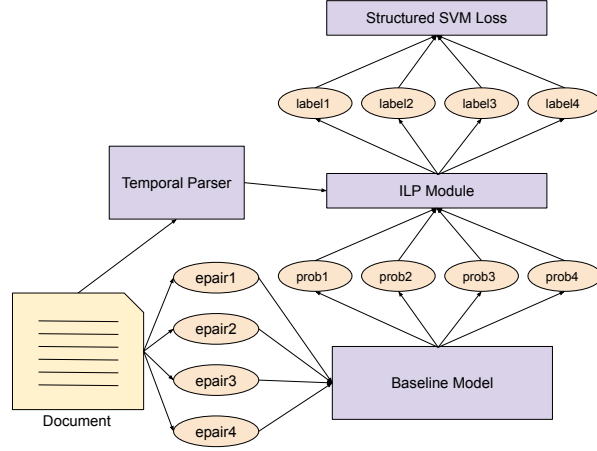 Structured SVM Loss
label1
label2
label3
label4
Temporal Parser
ILP Module
epair1
prob1
prob2
prob3
prob4
epair2
epair3
Baseline Model
Document
epair4